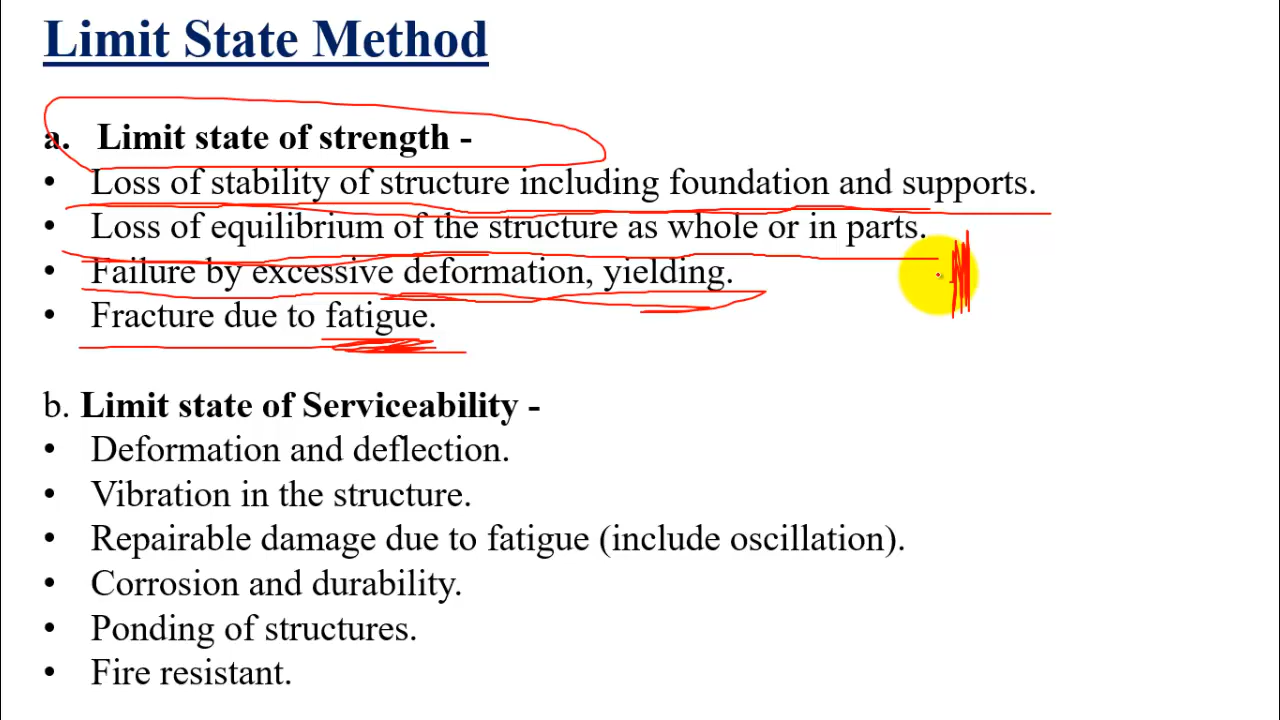 Limit State Method
a. Limit state of strength -
• Loss of stability of structure including foundation and supports.
• Loss of equilibrium of the structure as whole or in parts.
• Failure by excessive deformation, yielding.
• Fracture due to fatigue.
b. Limit state of Serviceability -
• Deformation and deflection.
• Vibration in the structure.
• Repairable damage due to fatigue (include oscillation).
• Corrosion and durability.
• Ponding of structures.
• Fire resistant.